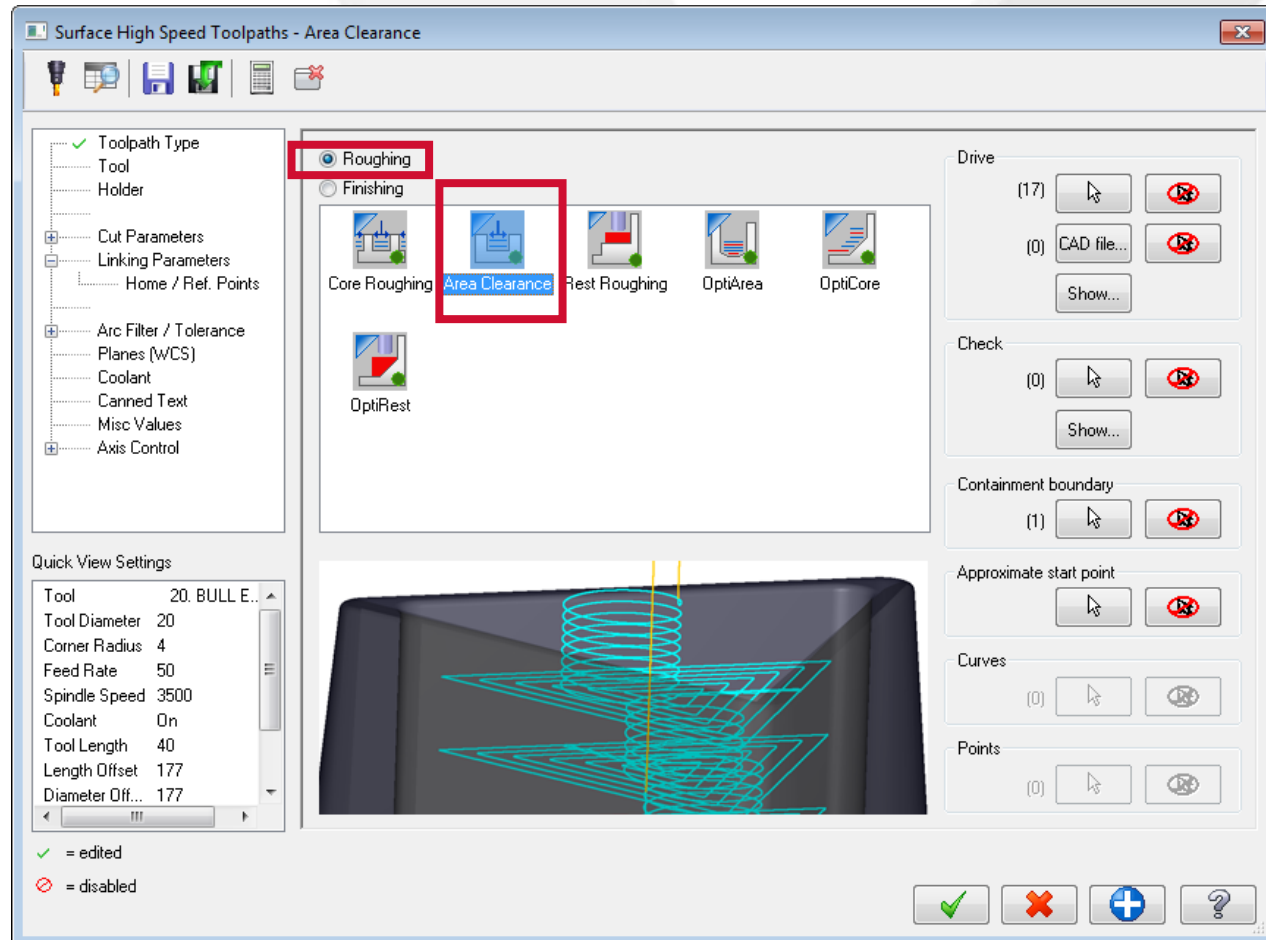 Surface High Speed Toolpaths - Area Clearance
Toolpath Type
Tool
Holder
Cut Parameters
Linking Parameters
Home / Ref. Points
Arc Filter / Tolerance
Planes (WCS)
Coolant
Canned Text
Misc Values
Axis Control
Quick View Settings
Tool 20. BULL E..
Tool Diameter 20
Corner Radius 4
Feed Rate 50
Spindle Speed 3500
Coolant On
Tool Length 40
Length Offset 177
Diameter Off... 177
= edited
= disabled
Roughing
Finishing
Core Roughing Area Clearance Rest Roughing OptiArea OptiCore
OptiRest
Drive
(17)
(0) CAD file...
Show...
Check
(0)
Show...
Containment boundary
(1)
Approximate start point
Curves
(0)
Points
(0)